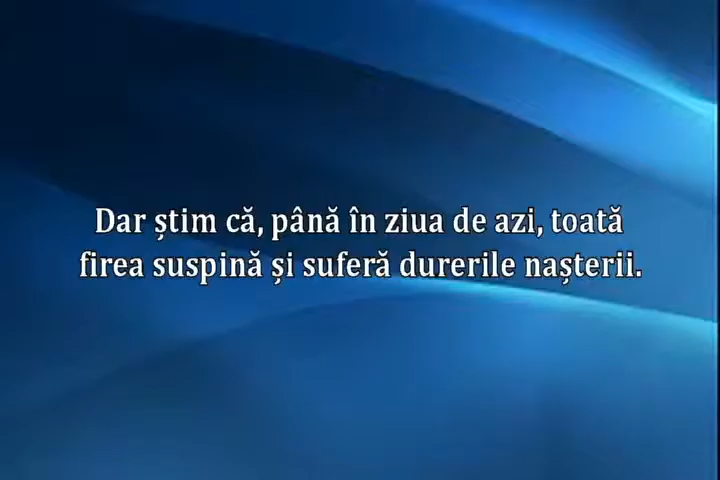 Dar știm că, până în ziua de azi, toată
firea suspină și suferă durerile nașterii.